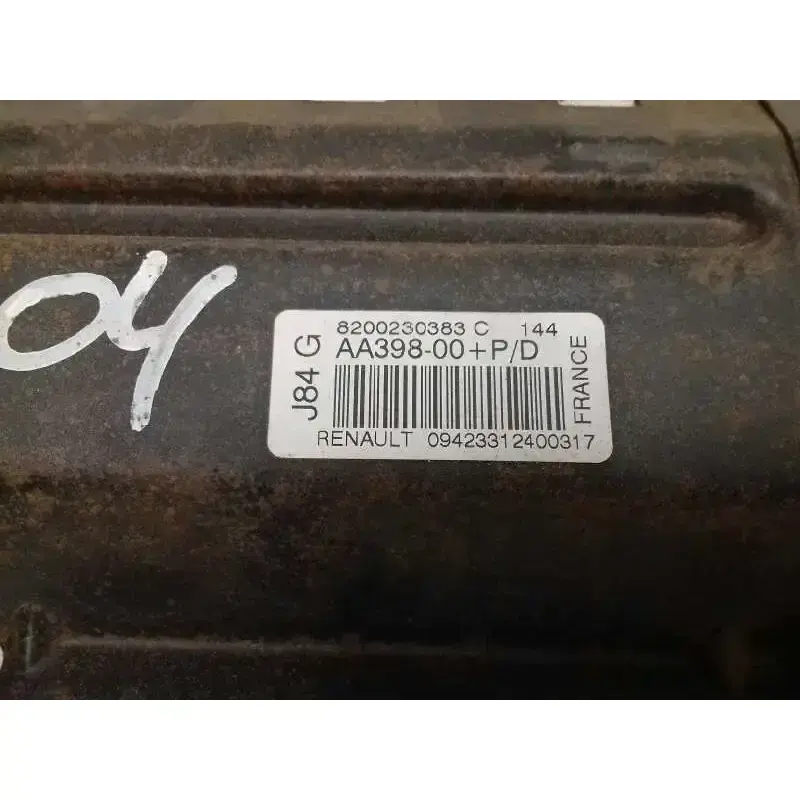 04
8200230383 C 144
J84 G
AA398-00+P/D
FRANCE
RENAULT 09423312400317